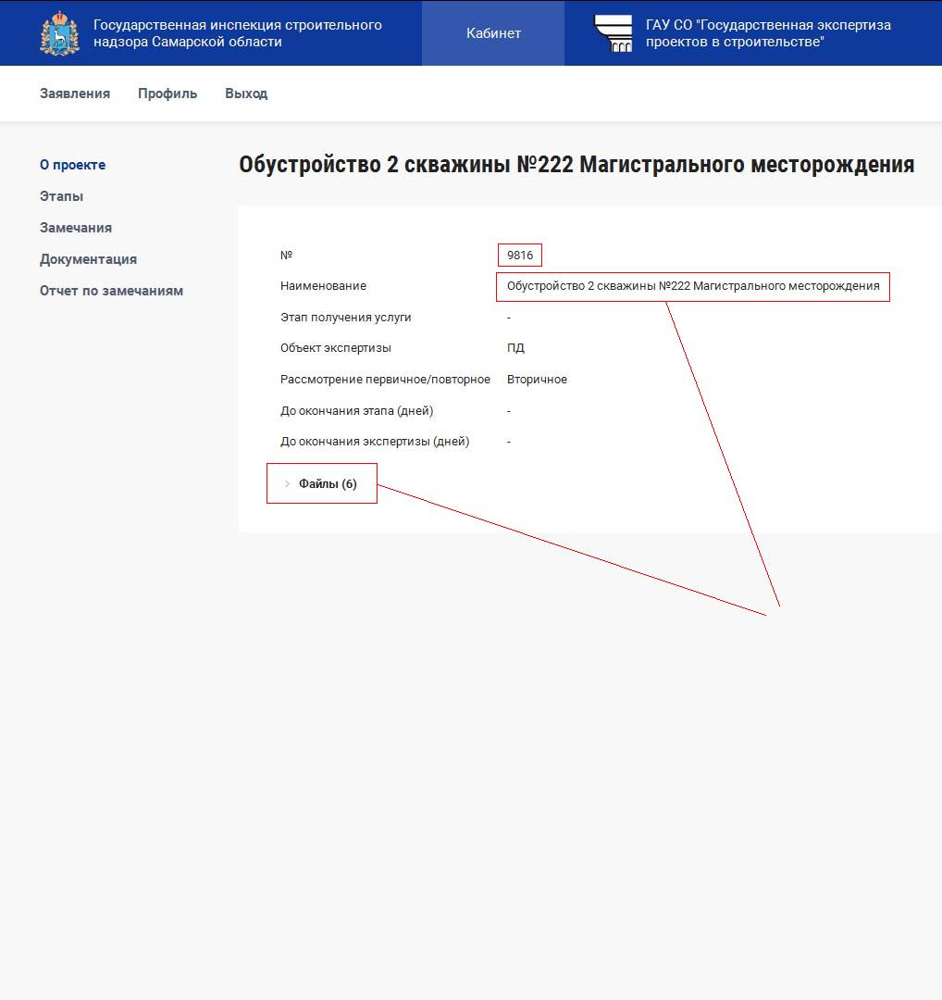 Государственная инспекция строительного
надзора Самарской области
Кабинет
ГАУ СО "Государственная экспертиза
проектов в строительстве"
Заявления Профиль Выход
О проекте
Этапы
Замечания
Документация
Отчет по замечаниям
Обустройство 2 скважины №222 Магистрального месторождения
№ 9816
Наименование Обустройство 2 скважины №222 Магистрального месторождения
Этап получения услуги -
Объект экспертизы ПД
Рассмотрение первичное/повторное Вторичное
До окончания этапа (дней) -
До окончания экспертизы (дней) -
Файлы (6)